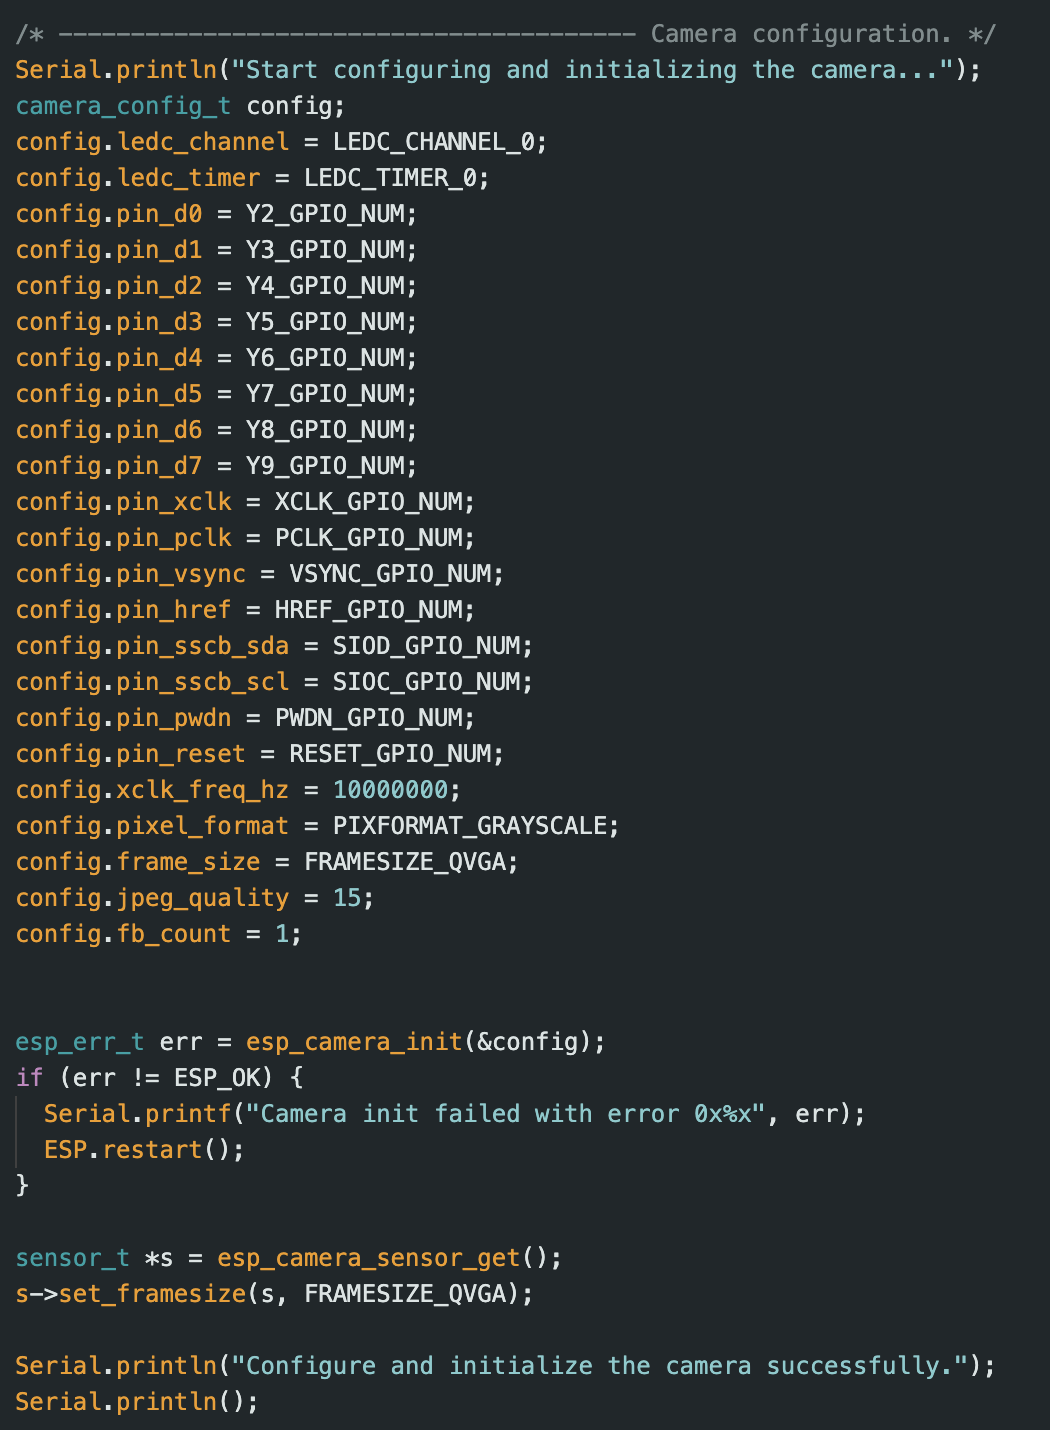 /* ---------------------------------------- Camera configuration. */
Serial.println("Start configuring and initializing the camera...");
camera_config_t config;
config.ledc_channel = LEDC_CHANNEL_0;
config.ledc_timer = LEDC_TIMER_0;
config.pin_d0 = Y2_GPIO_NUM;
config.pin_d1 = Y3_GPIO_NUM;
config.pin_d2 = Y4_GPIO_NUM;
config.pin_d3 = Y5_GPIO_NUM;
config.pin_d4 = Y6_GPIO_NUM;
config.pin_d5 = Y7_GPIO_NUM;
config.pin_d6 = Y8_GPIO_NUM;
config.pin_d7 = Y9_GPIO_NUM;
config.pin_xclk = XCLK_GPIO_NUM;
config.pin_pclk = PCLK_GPIO_NUM;
config.pin_vsync = VSYNC_GPIO_NUM;
config.pin_href = HREF_GPIO_NUM;
config.pin_sscb_sda = SIOD_GPIO_NUM;
config.pin_sscb_scl = SIOC_GPIO_NUM;
config.pin_pwdn = PWDN_GPIO_NUM;
config.pin_reset = RESET_GPIO_NUM;
config.xclk_freq_hz = 10000000;
config.pixel_format = PIXFORMAT_GRAYSCALE;
config.frame_size = FRAMESIZE_QVGA;
config.jpeg_quality = 15;
config.fb_count = 1;
esp_err_t err = esp_camera_init(&config);
if (err != ESP_OK) {
  Serial.printf("Camera init failed with error 0x%x", err);
  ESP.restart();
}
sensor_t *s = esp_camera_sensor_get();
s->set_framesize(s, FRAMESIZE_QVGA);
Serial.println("Configure and initialize the camera successfully.");
Serial.println();